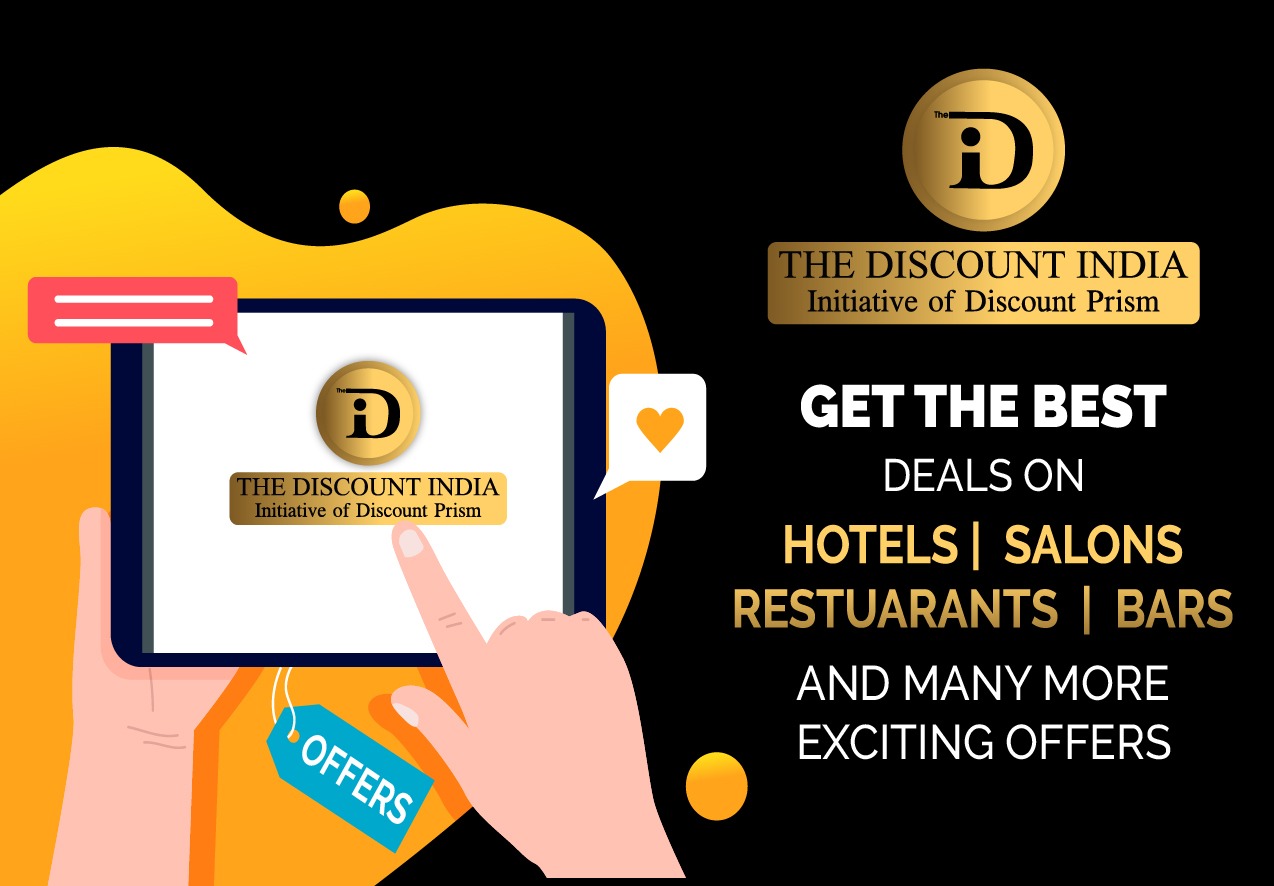 The
iD
THE DISCOUNT INDIA
Initiative of Discount Prism
GET THE BEST
DEALS ON
HOTELS | SALONS
RESTUARANTS | BARS
AND MANY MORE
EXCITING OFFERS
The
iD
THE DISCOUNT INDIA
Initiative of Discount Prism
OFFERS